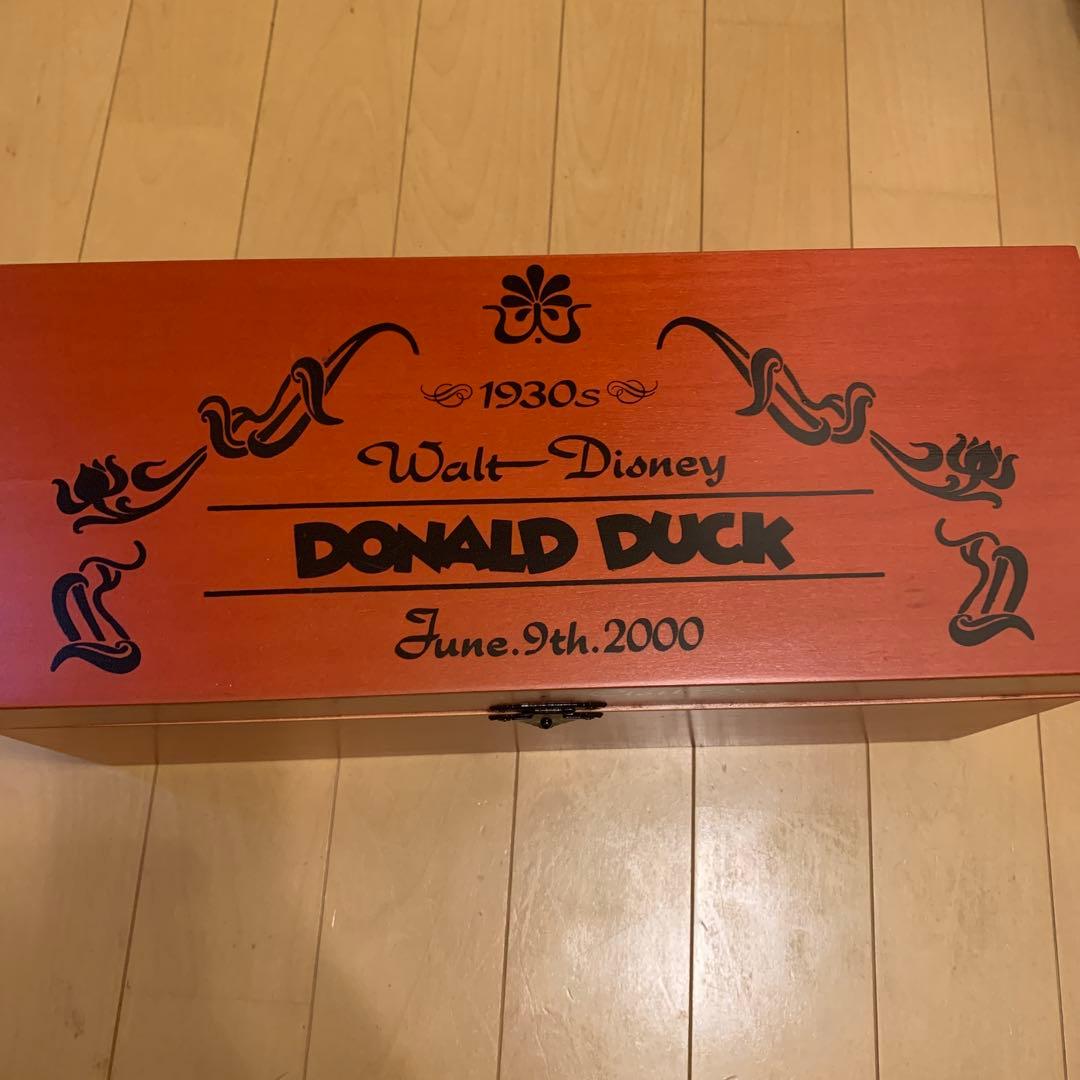 1930s
Walt Disney
DONALD DUCK
June.9th.2000